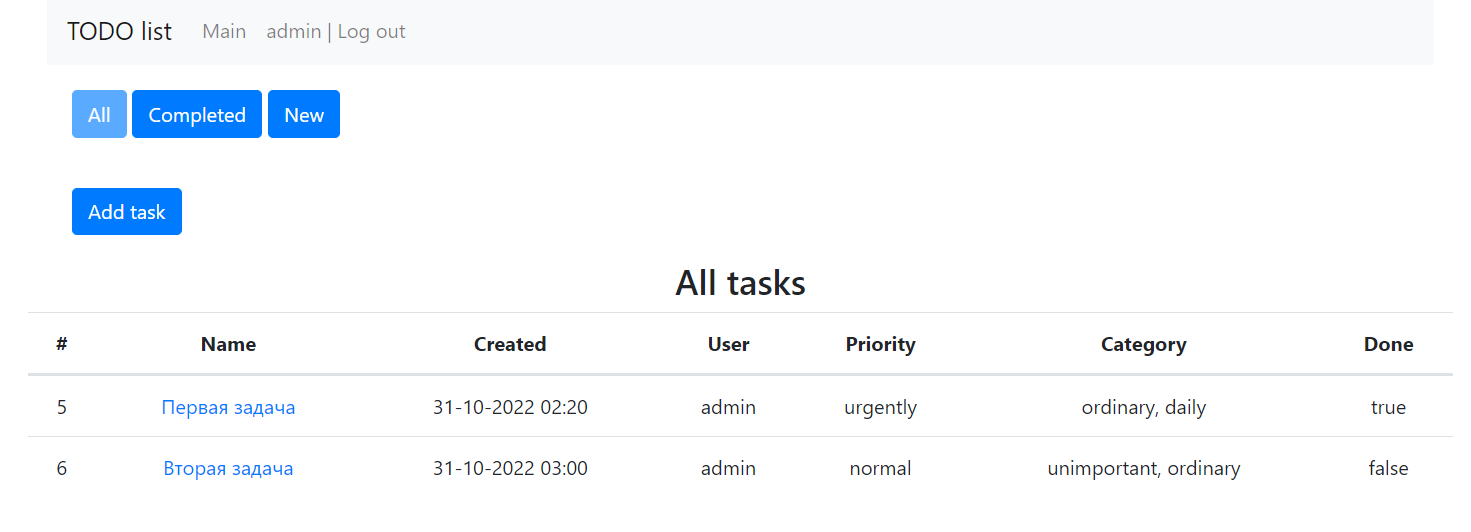 TODO list Main admin | Log out
All Completed New
Add task
All tasks
# Name Created User Priority Category Done
5 Первая задача 31-10-2022 02:20 admin urgently ordinary, daily true
6 Вторая задача 31-10-2022 03:00 admin normal unimportant, ordinary false